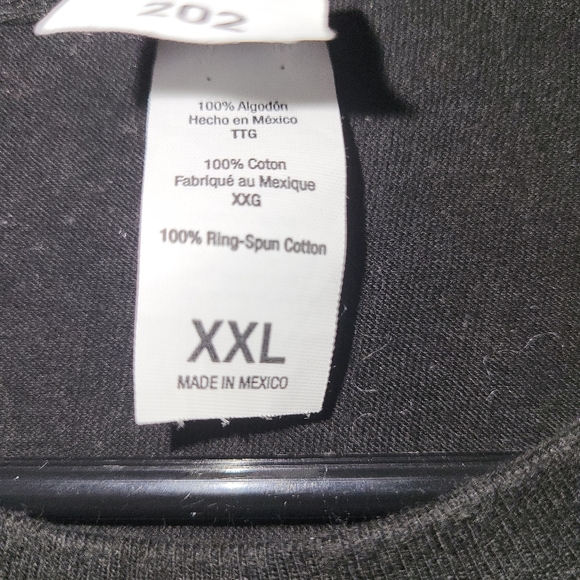 202
100% Algodón
Hecho en México
TTG
100% Coton
Fabriqué au Mexique
XXG
100% Ring-Spun Cotton
XXL
MADE IN MEXICO